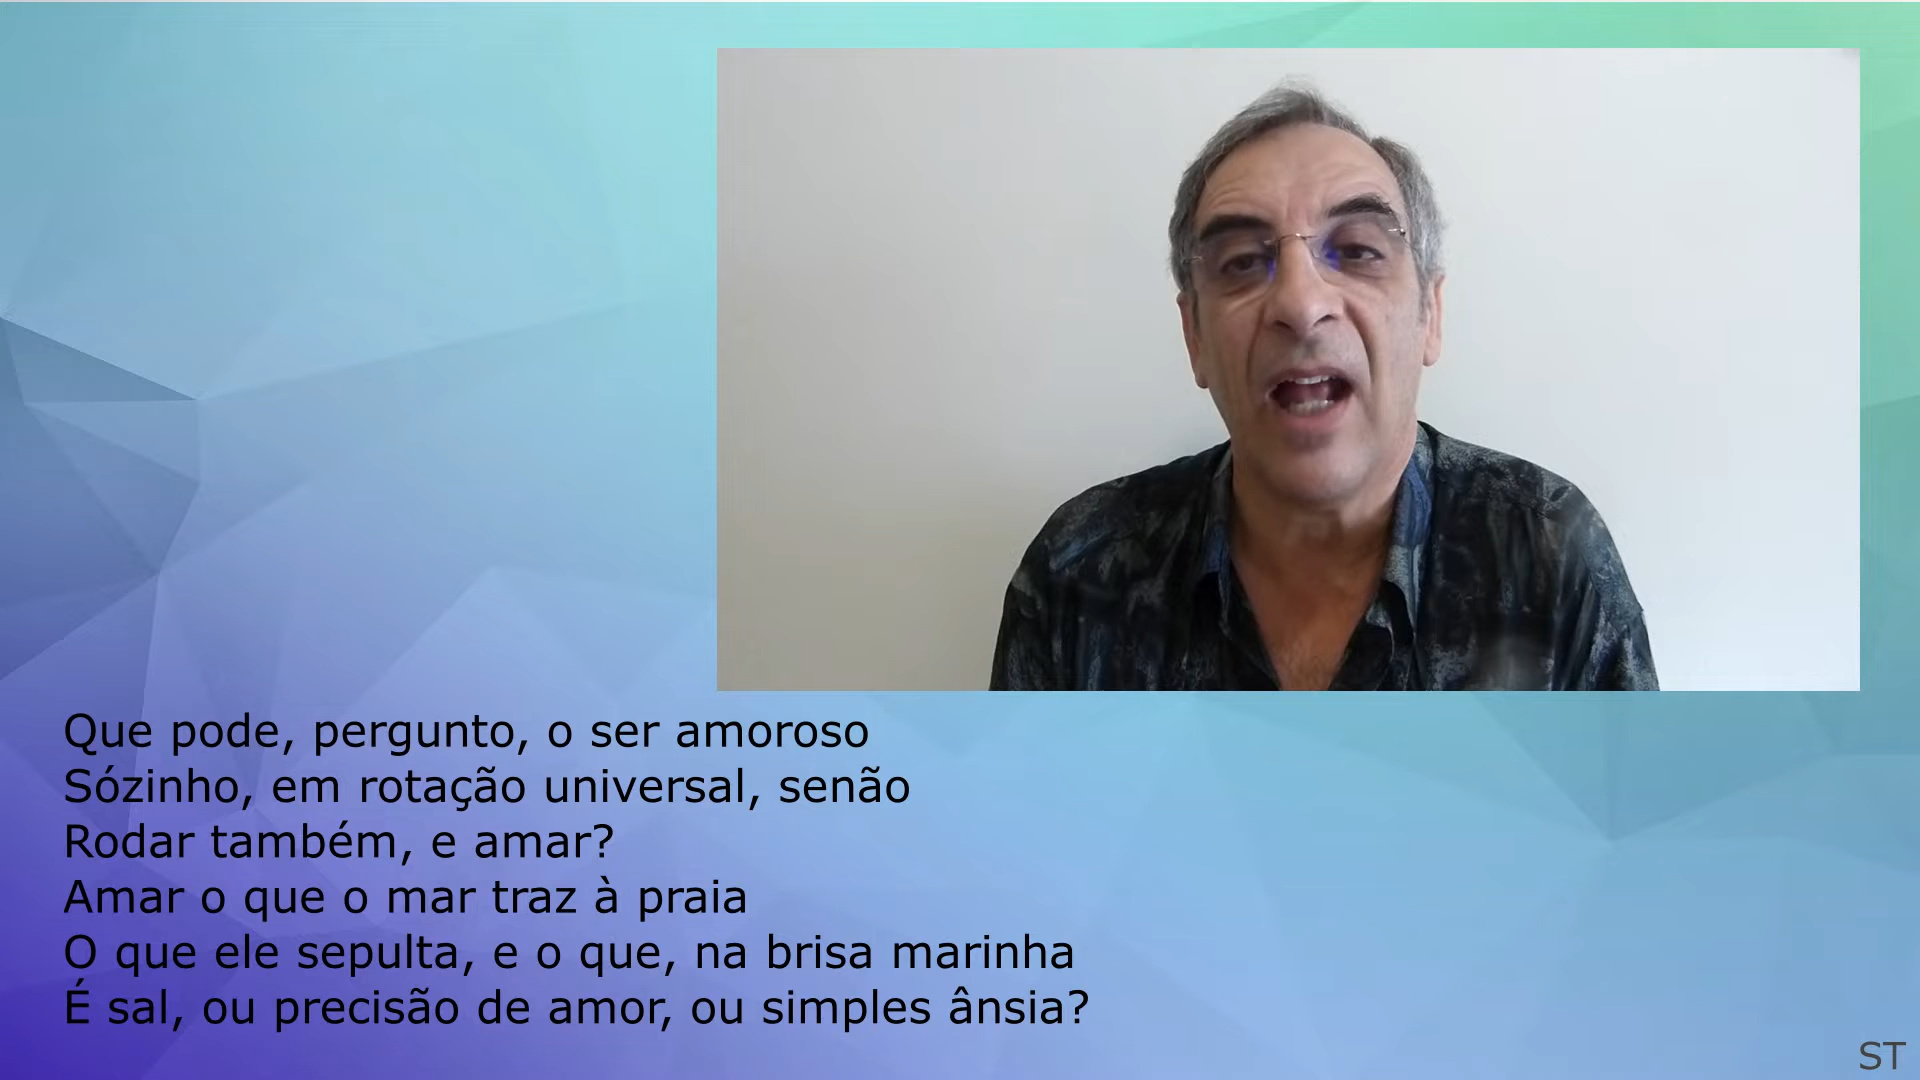 Que pode, pergunto, o ser amoroso
Sózinho, em rotação universal, senão
Rodar também, e amar?
Amar o que o mar traz à praia
O que ele sepulta, e o que, na brisa marinha
É sal, ou precisão de amor, ou simples ânsia?
ST